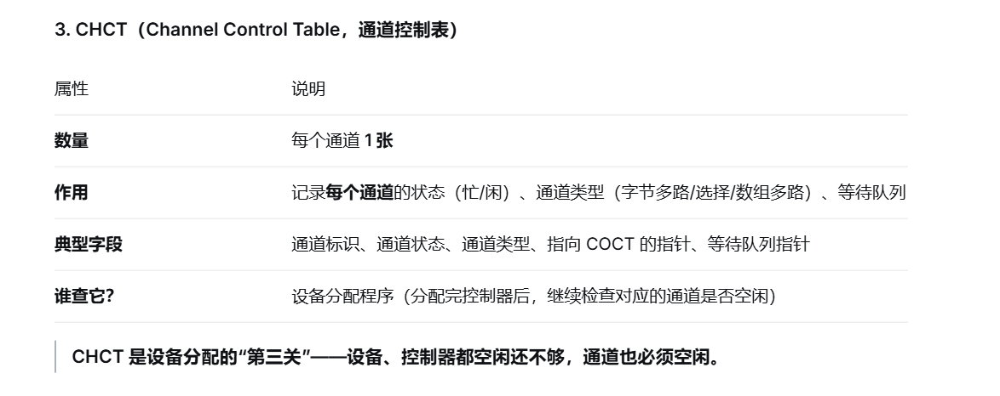 3. CHCT（Channel Control Table，通道控制表）
属性 说明
数量 每个通道 1 张
作用 记录每个通道的状态（忙/闲）、通道类型（字节多路/选择/数组多路）、等待队列
典型字段 通道标识、通道状态、通道类型、指向 COCT 的指针、等待队列指针
谁查它？ 设备分配程序（分配完控制器后，继续检查对应的通道是否空闲）
CHCT 是设备分配的“第三关”——设备、控制器都空闲还不够，通道也必须空闲。